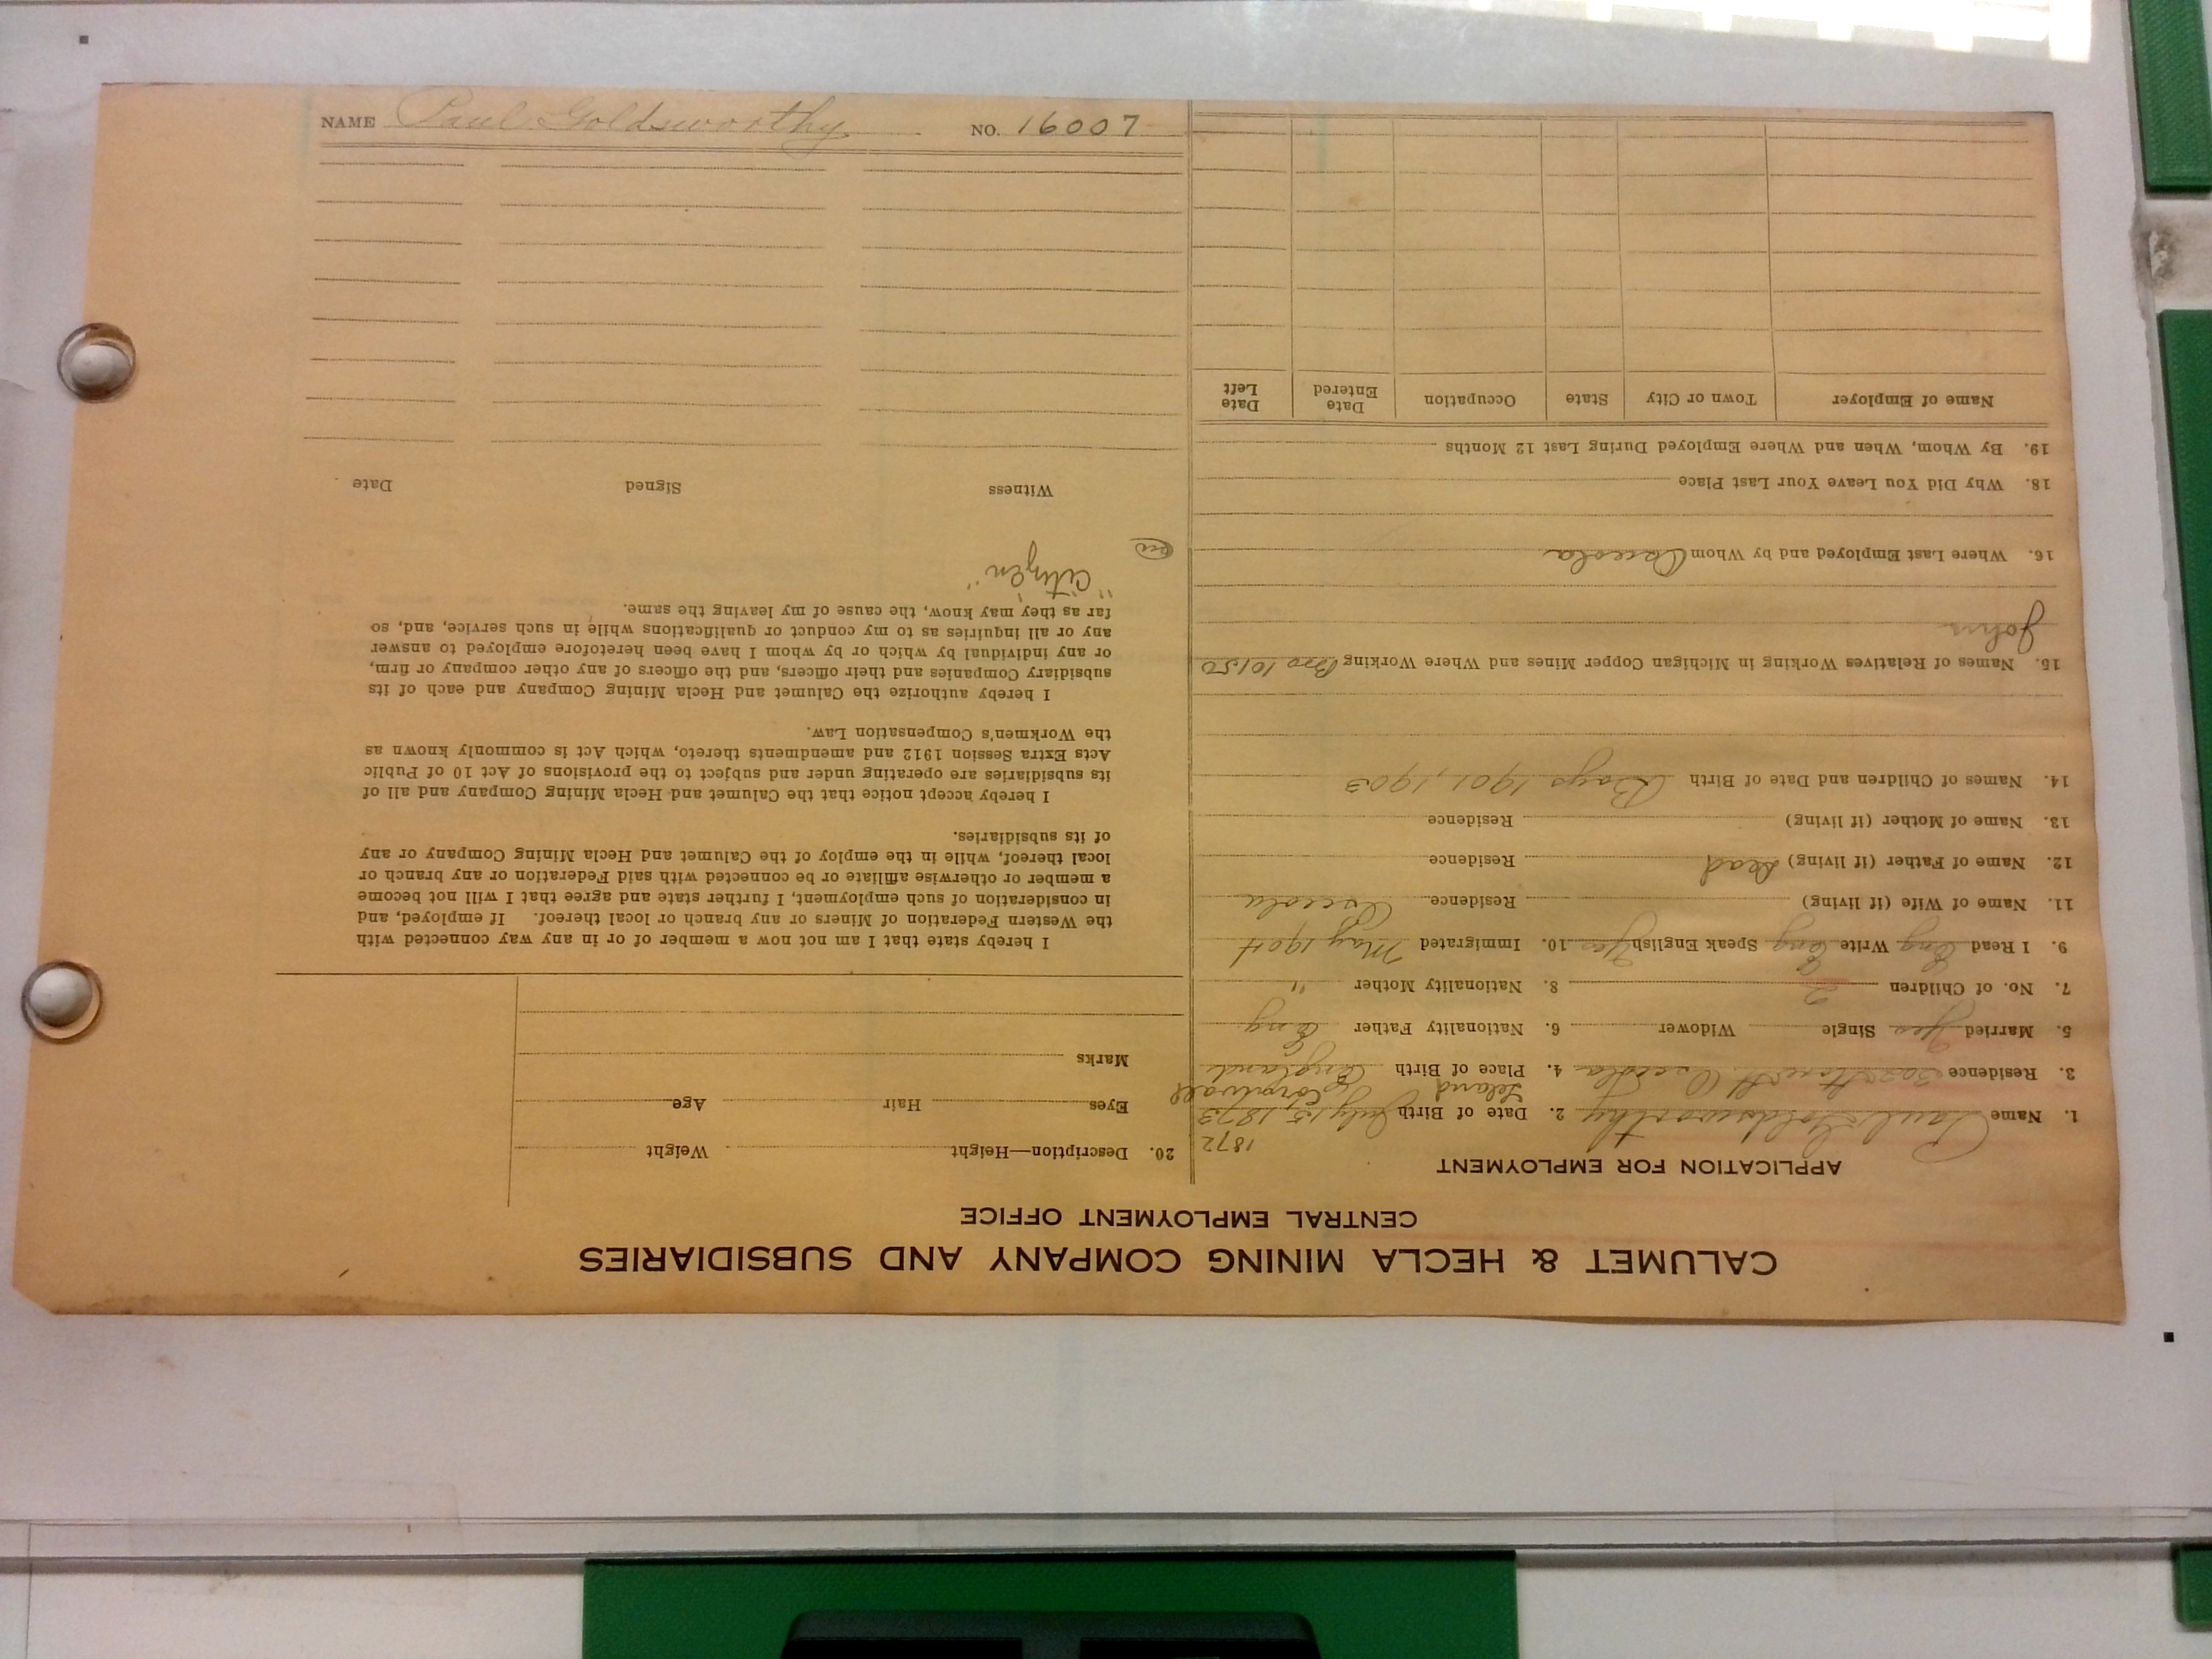 CALUMET & HECLA MINING COMPANY AND SUBSIDIARIES
CENTRAL EMPLOYMENT OFFICE
APPLICATION FOR EMPLOYMENT
1872
1. Name Paul Goldsworthy 2. Date of Birth July 15, 1873
Cornwall
3. Residence Osceola 4. Place of Birth England
5. Married Yes Single Widower 6. Nationality Father Eng
7. No. of Children 2 8. Nationality Mother "
9. I Read Eng Write Eng Speak English Yes 10. Immigrated May 1904
11. Name of Wife (if living) Residence Osceola
12. Name of Father (if living) Dead Residence
13. Name of Mother (if living) Residence
14. Names of Children and Date of Birth Boys 1901, 1903
15. Names of Relatives Working in Michigan Copper Mines and Where Working Bro 10150
John
16. Where Last Employed and by Whom Osceola
18. Why Did You Leave Your Last Place
19. By Whom, When and Where Employed During Last 12 Months
Name of Employer Town or City State Occupation Date Entered Date Left
20. Description—Height Weight
Eyes Hair Age
Marks
I hereby state that I am not now a member of or in any way connected with
the Western Federation of Miners or any branch or local thereof. If employed, and
in consideration of such employment, I further state and agree that I will not become
a member or otherwise affiliate or be connected with said Federation or any branch or
local thereof, while in the employ of the Calumet and Hecla Mining Company or any
of its subsidiaries.
I hereby accept notice that the Calumet and Hecla Mining Company and all of
its subsidiaries are operating under and subject to the provisions of Act 10 of Public
Acts Extra Session 1912 and amendments thereto, which Act is commonly known as
the Workmen's Compensation Law.
I hereby authorize the Calumet and Hecla Mining Company and each of its
subsidiary Companies and their officers, and the officers of any other company or firm,
or any individual by which or by whom I have been heretofore employed to answer
any or all inquiries as to my conduct or qualifications while in such service, and, so
far as they may know, the cause of my leaving the same.
"Citizen"
Witness Signed Date
NAME Paul Goldsworthy NO. 16007